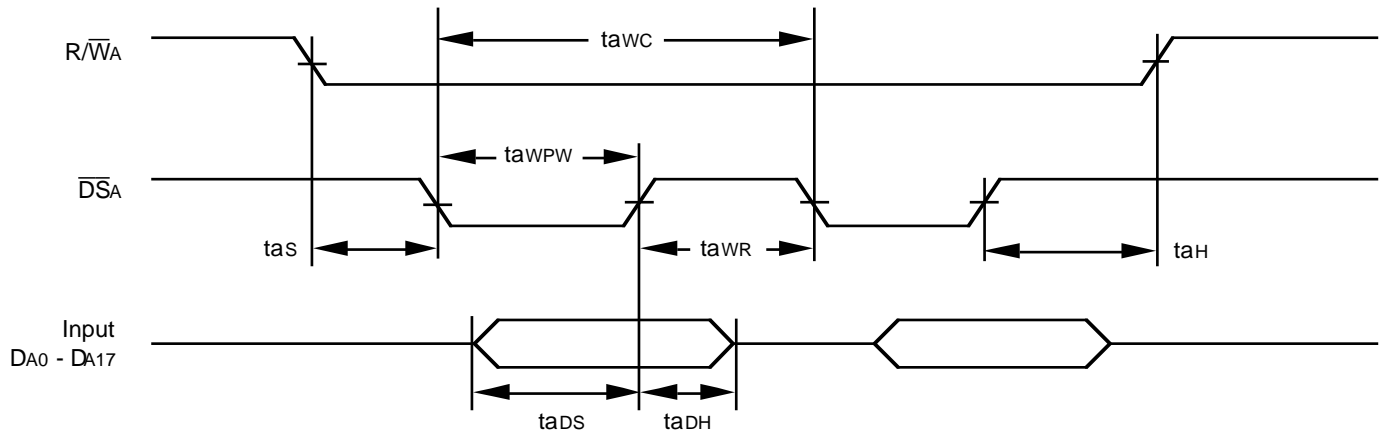 R/W̅A
taWC
taWPW
D̅S̅A
taS
taWR
taH
Input
DA0 - DA17
taDS
taDH